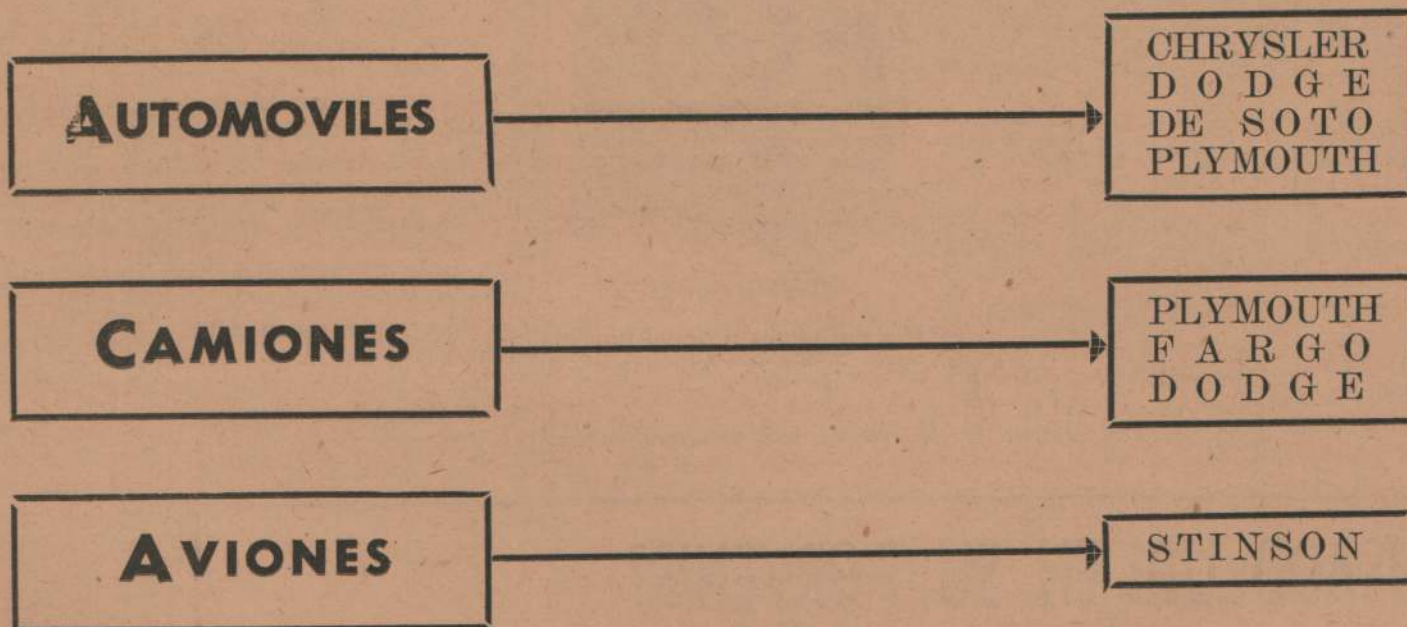 AUTOMOVILES
CHRYSLER
DODGE
DE SOTO
PLYMOUTH
CAMIONES
PLYMOUTH
FARGO
DODGE
AVIONES
STINSON